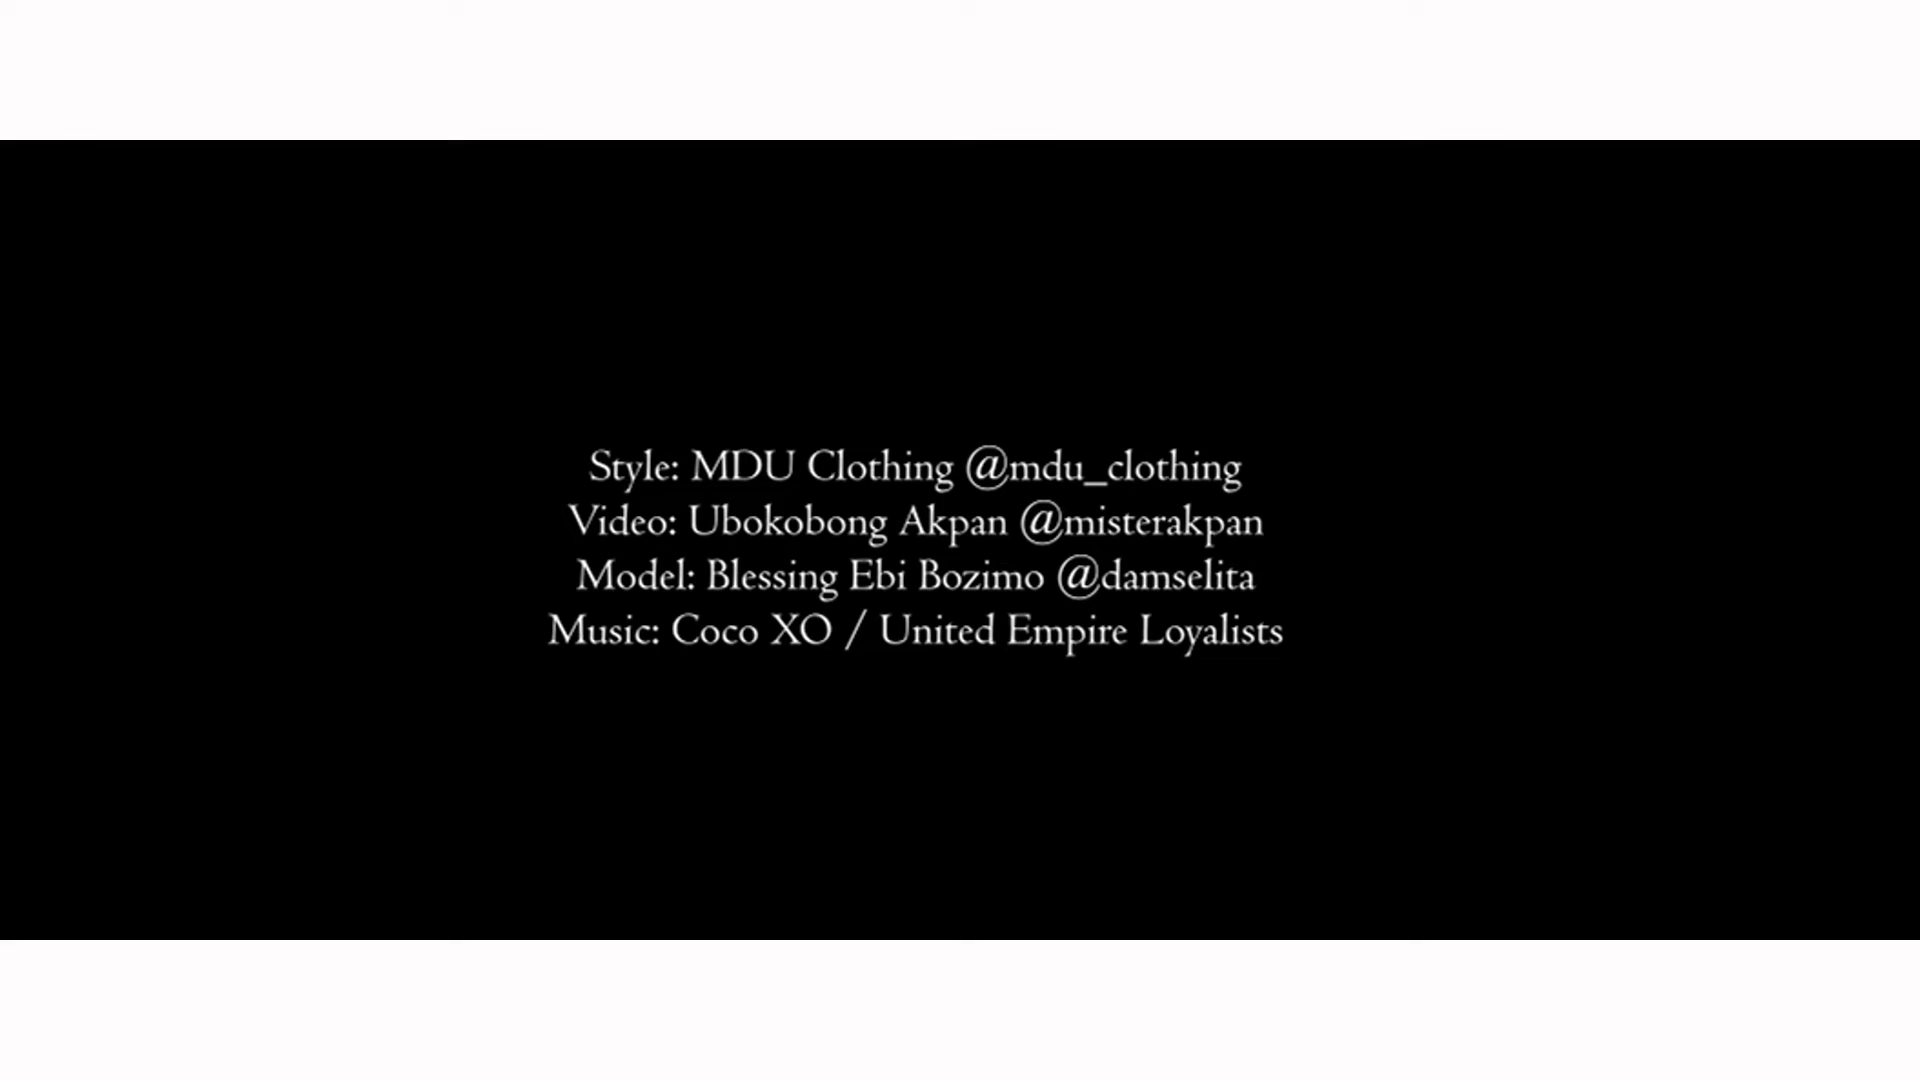 Style: MDU Clothing @mdu_clothing
Video: Ubokobong Akpan @misterakpan
Model: Blessing Ebi Bozimo @damselita
Music: Coco XO / United Empire Loyalists